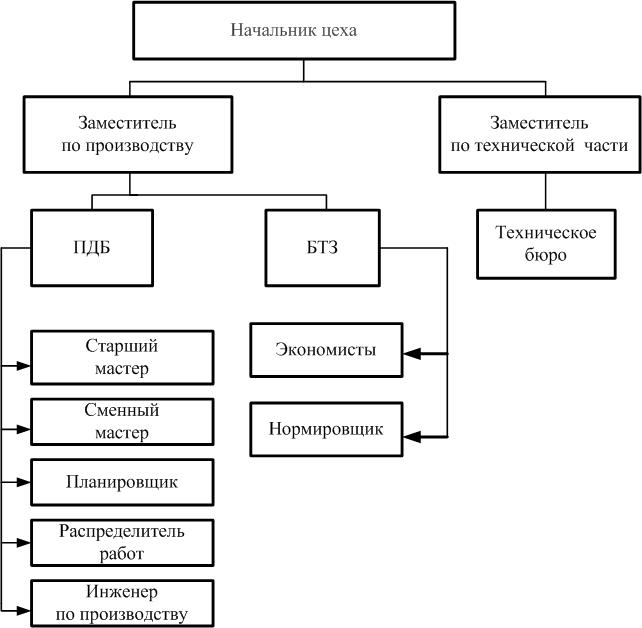 Начальник цеха
Заместитель
по производству
Заместитель
по технической части
ПДБ
БТЗ
Техническое
бюро
Старший
мастер
Экономисты
Сменный
мастер
Нормировщик
Планировщик
Распределитель
работ
Инженер
по производству